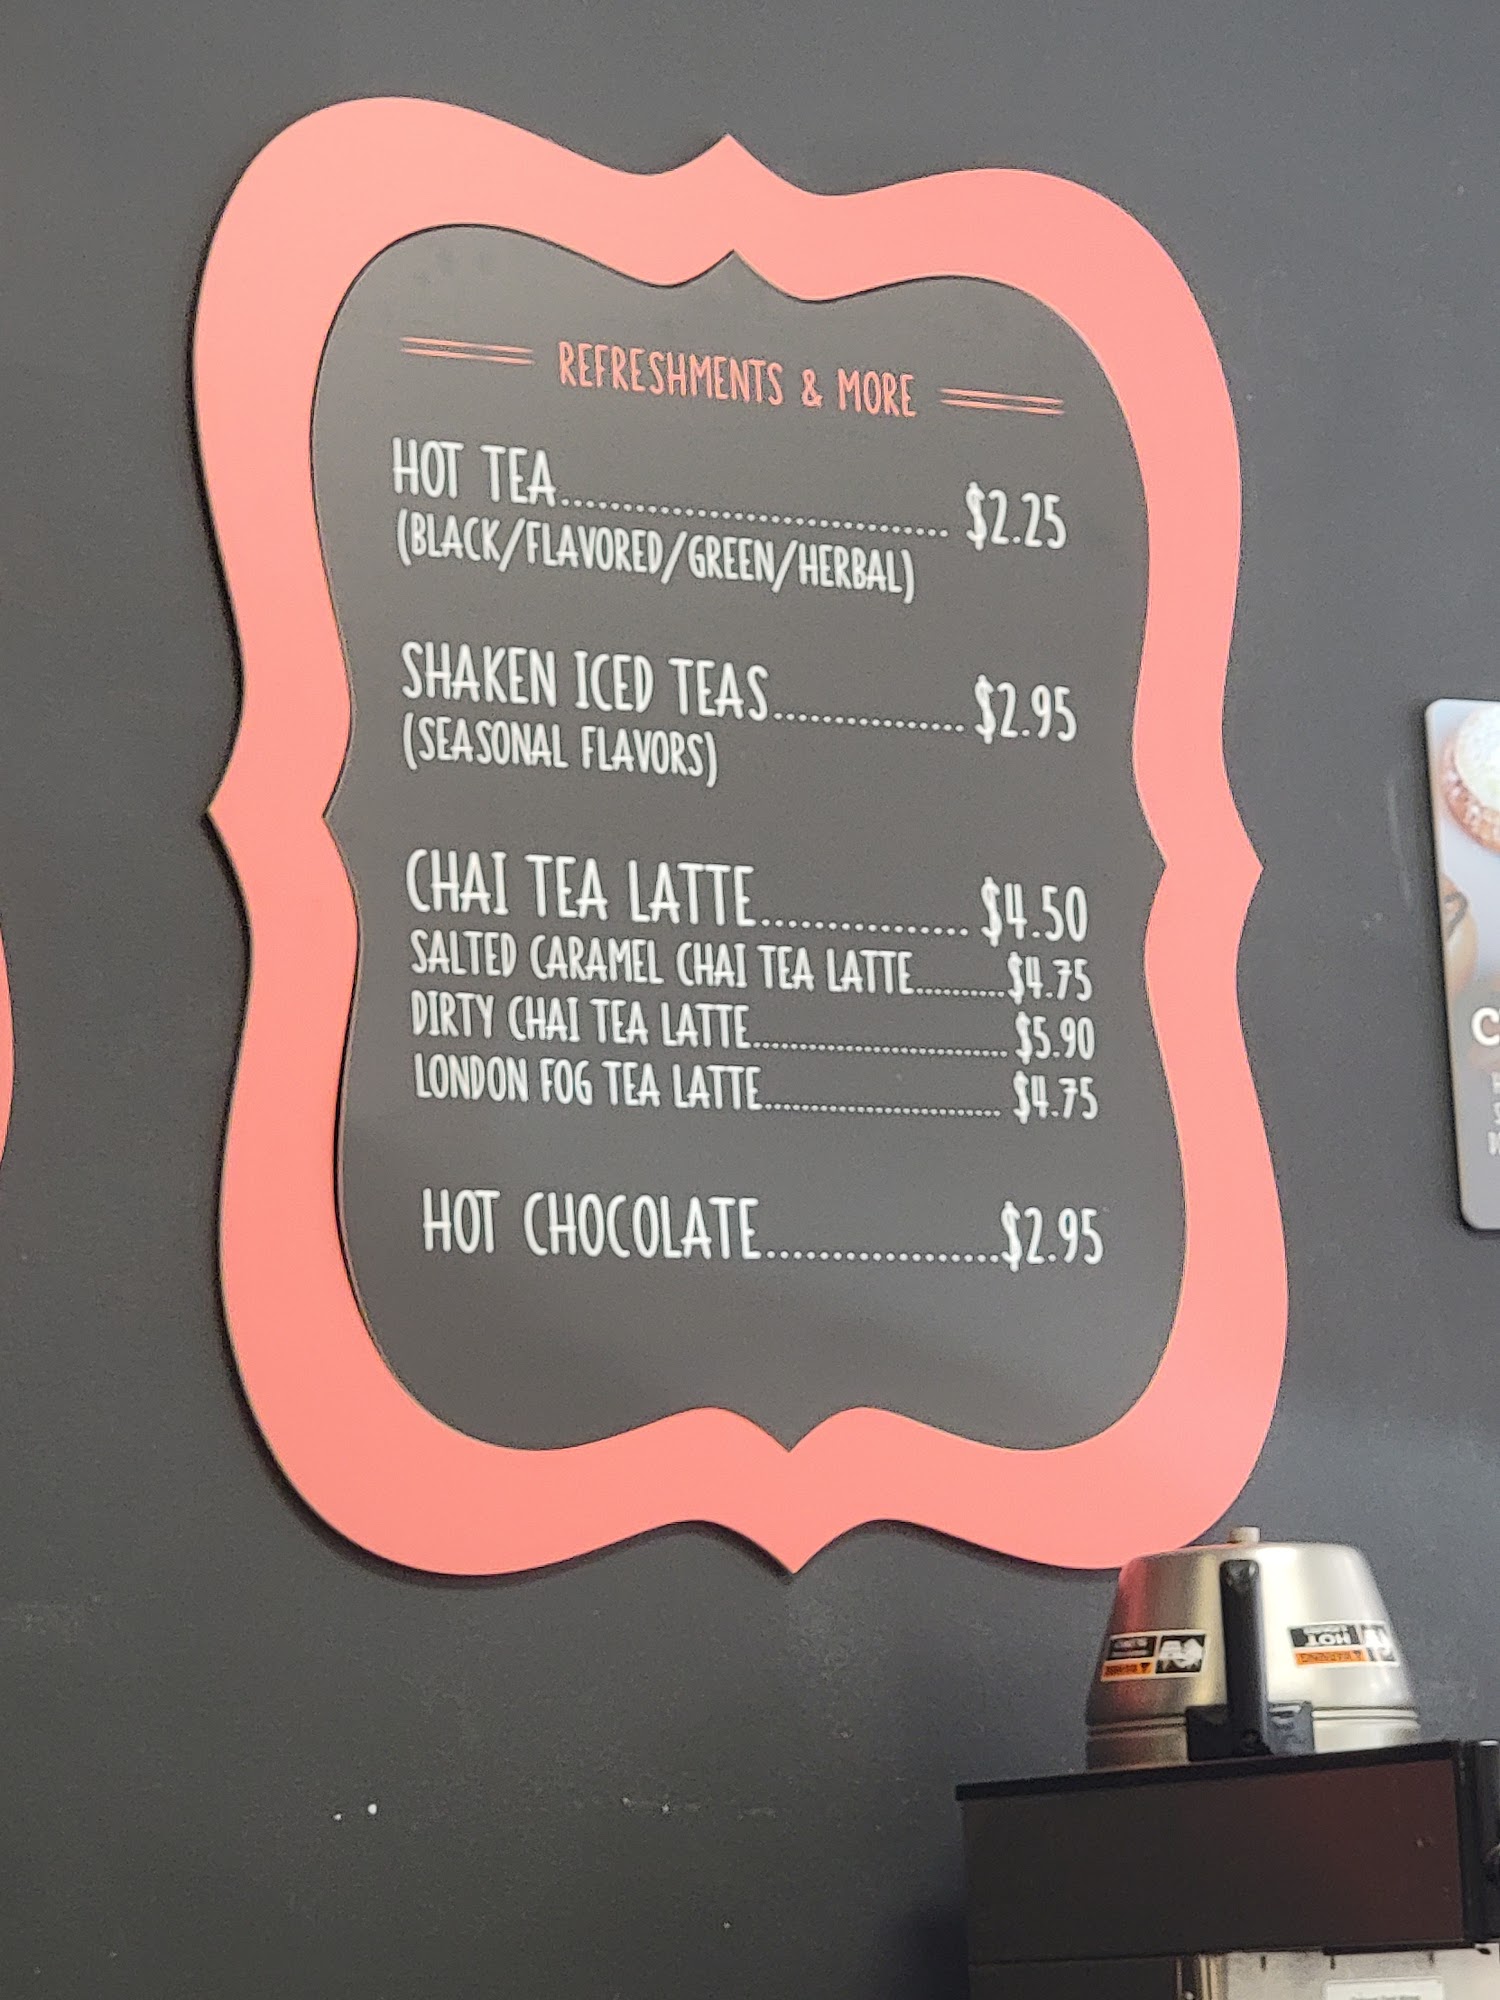 REFRESHMENTS & MORE
HOT TEA................................ $2.25
(BLACK/FLAVORED/GREEN/HERBAL)
SHAKEN ICED TEAS................ $2.95
(SEASONAL FLAVORS)
CHAI TEA LATTE................ $4.50
SALTED CARAMEL CHAI TEA LATTE..........$4.75
DIRTY CHAI TEA LATTE.............................. $5.90
LONDON FOG TEA LATTE........................... $4.75
HOT CHOCOLATE....................$2.95
HOT
WARNING